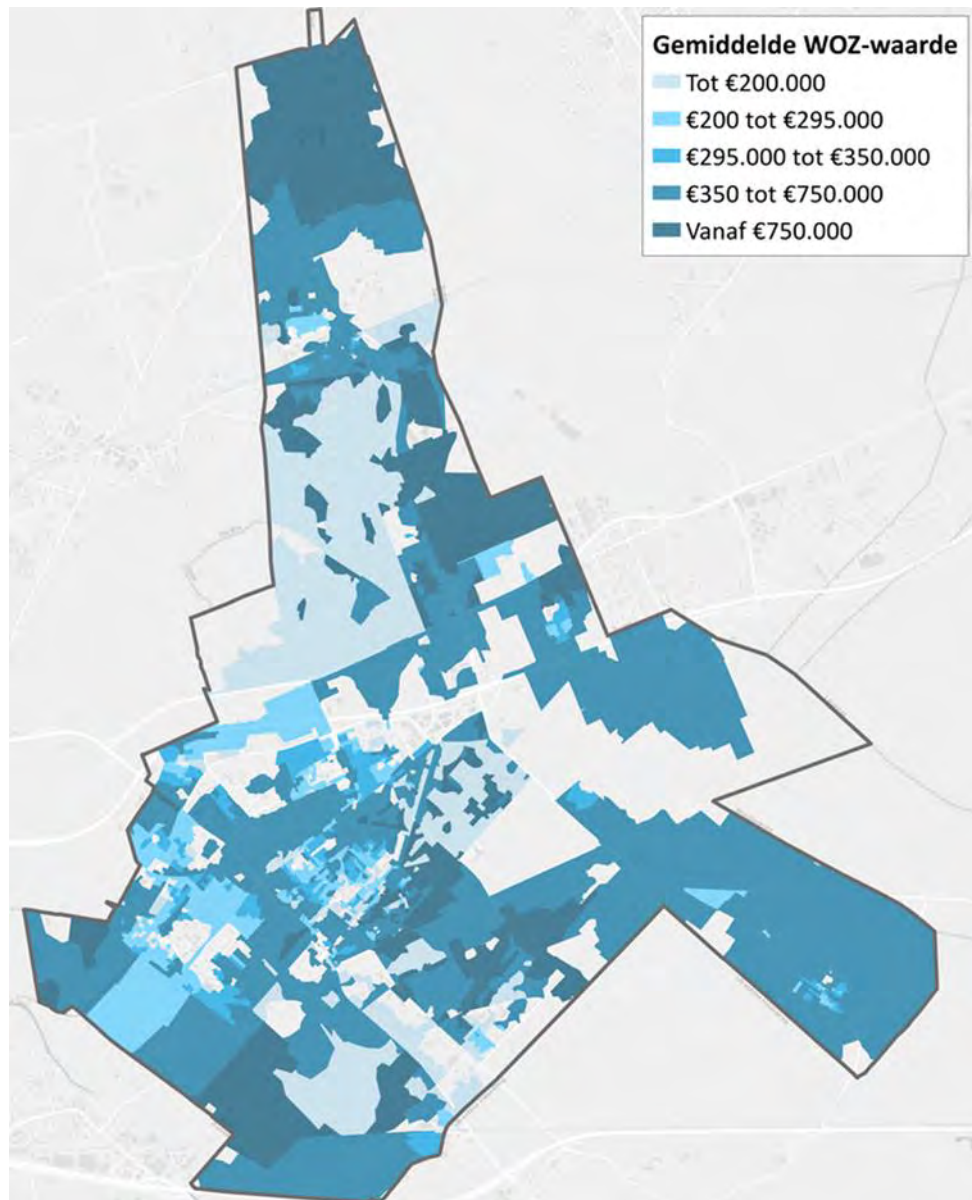 Gemiddelde WOZ-waarde
Tot €200.000
€200 tot €295.000
€295.000 tot €350.000
€350 tot €750.000
Vanaf €750.000